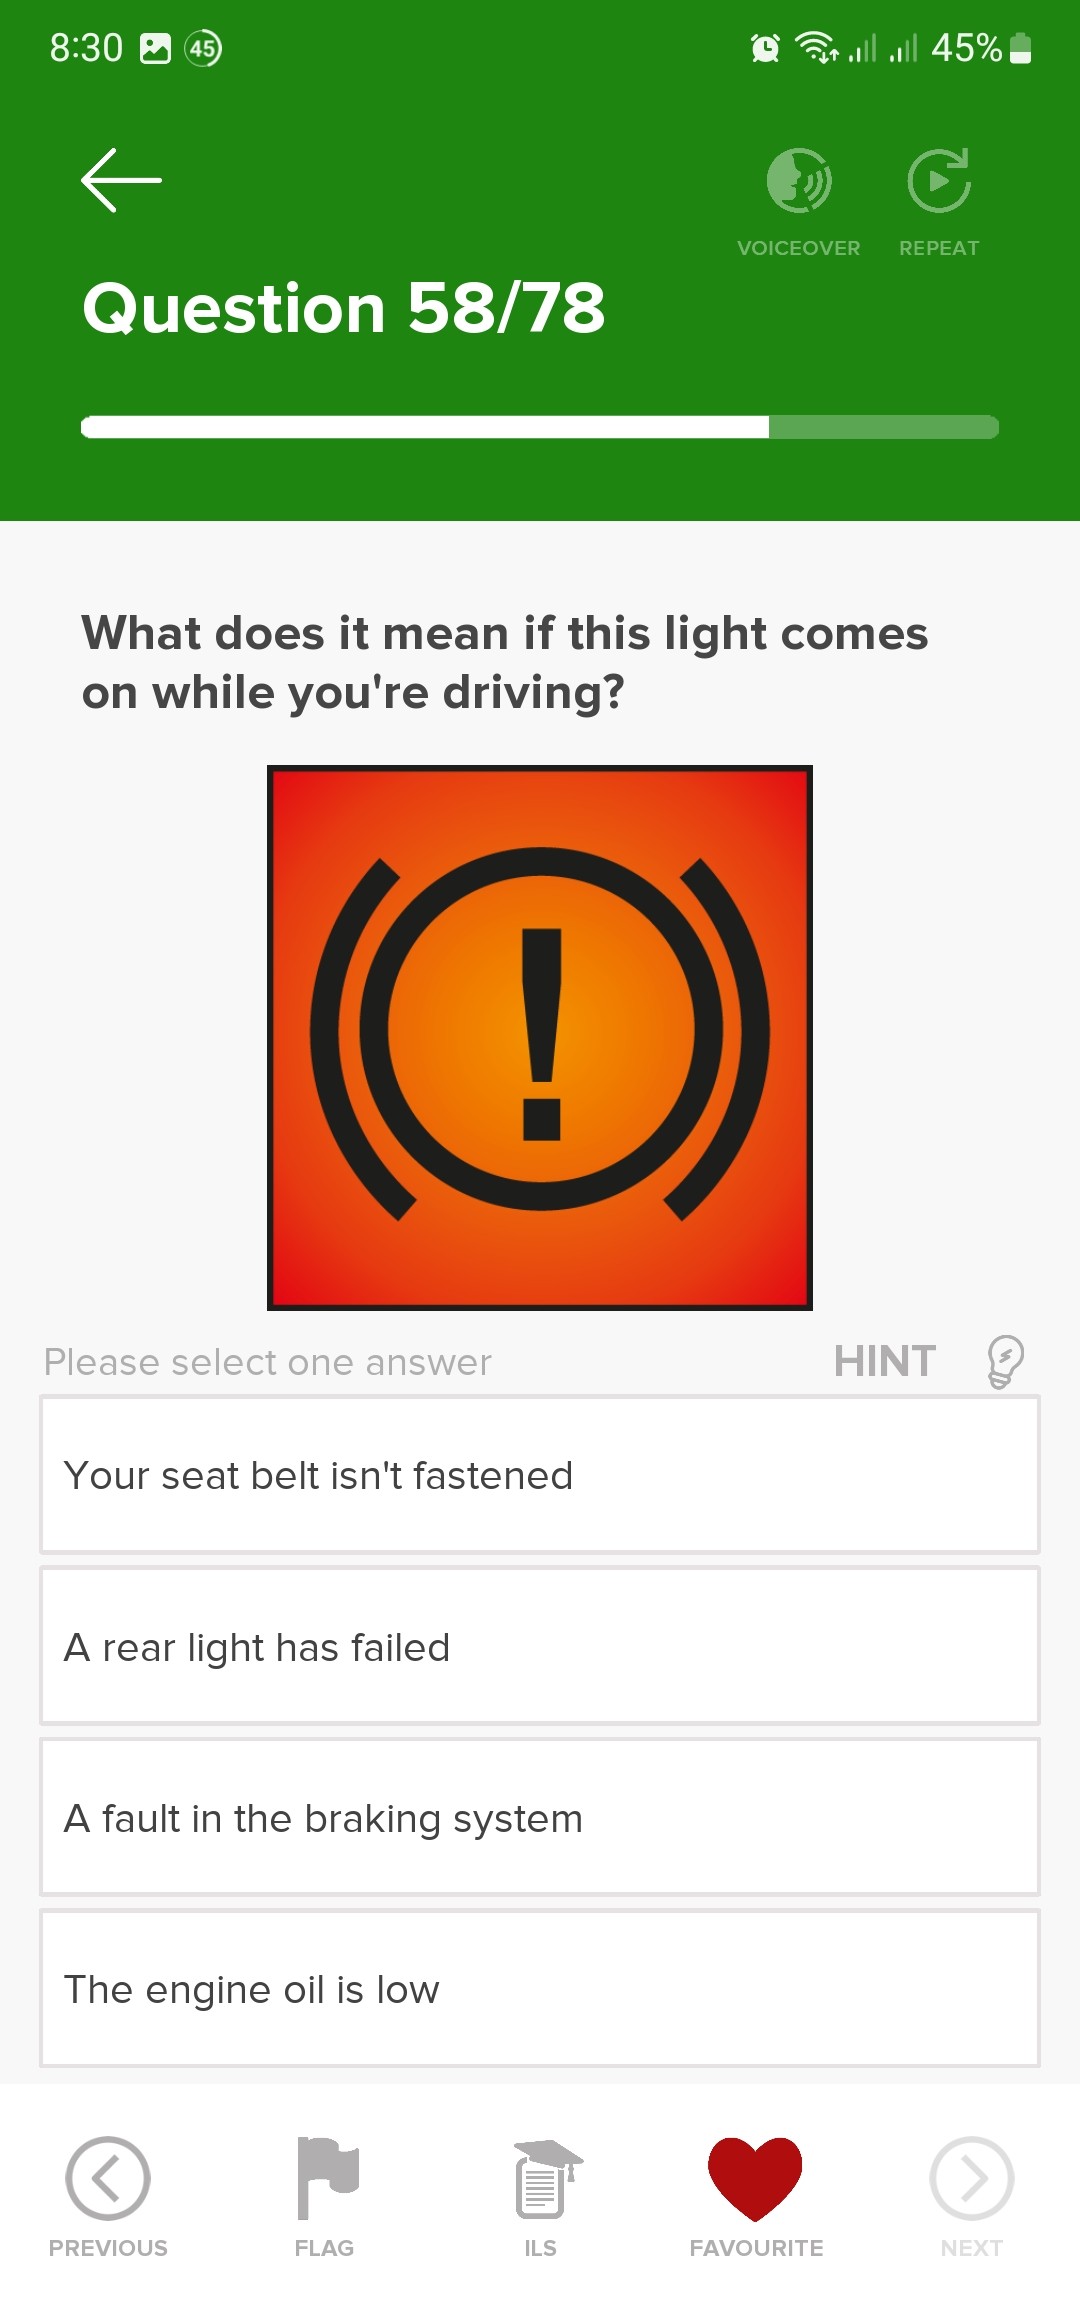 8:30
45
45%
VOICEOVER
REPEAT
Question 58/78
What does it mean if this light comes
on while you're driving?
!
Please select one answer
HINT
Your seat belt isn't fastened
A rear light has failed
A fault in the braking system
The engine oil is low
PREVIOUS
FLAG
ILS
FAVOURITE
NEXT